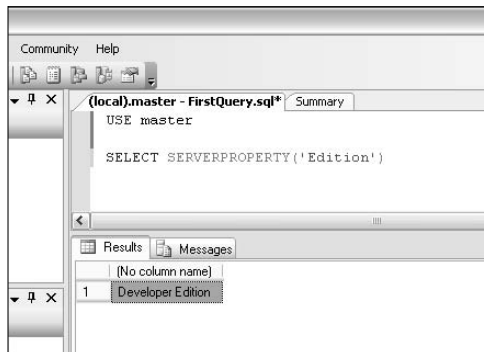 Community Help
(local).master - FirstQuery.sql* Summary
USE master
SELECT SERVERPROPERTY('Edition')
Results Messages
(No column name)
1 Developer Edition